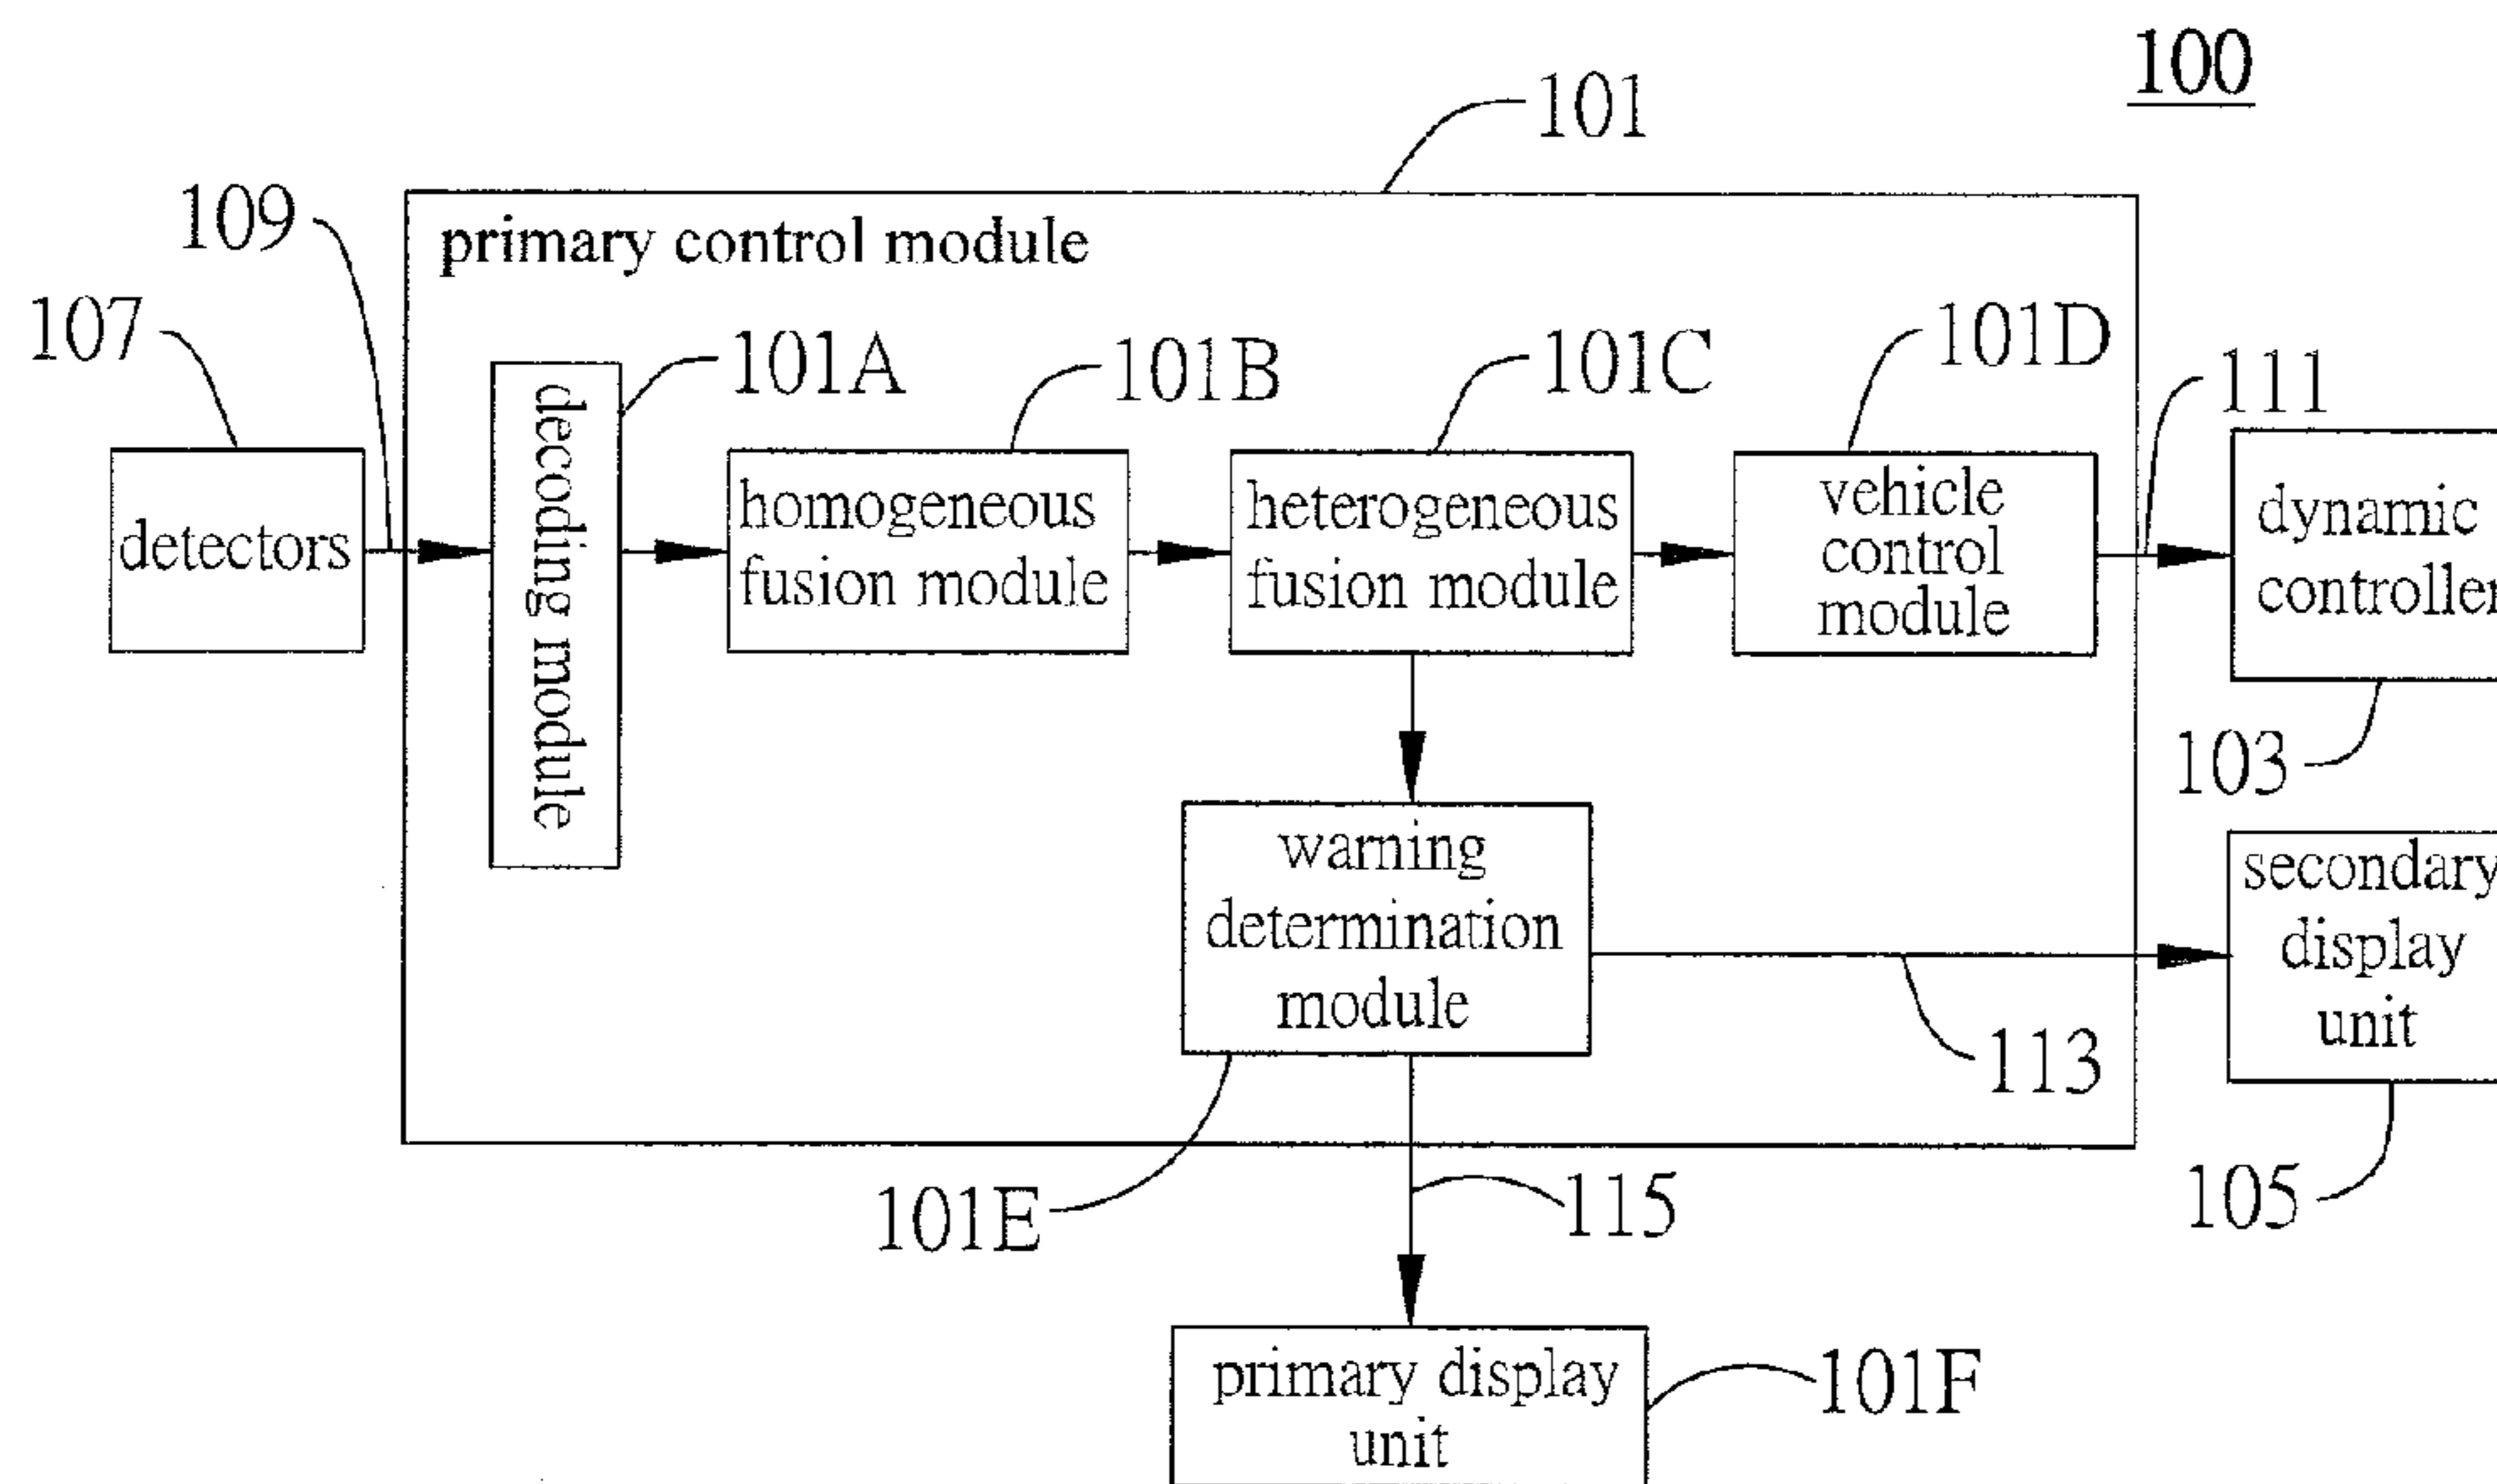 100
101
109
primary control module
107
101A
101B
101C
101D
111
detectors
decoding module
homogeneous
fusion module
heterogeneous
fusion module
vehicle
control
module
dynamic
controller
103
warning
determination
module
secondary
display
unit
113
101E
115
105
primary display
unit
101F